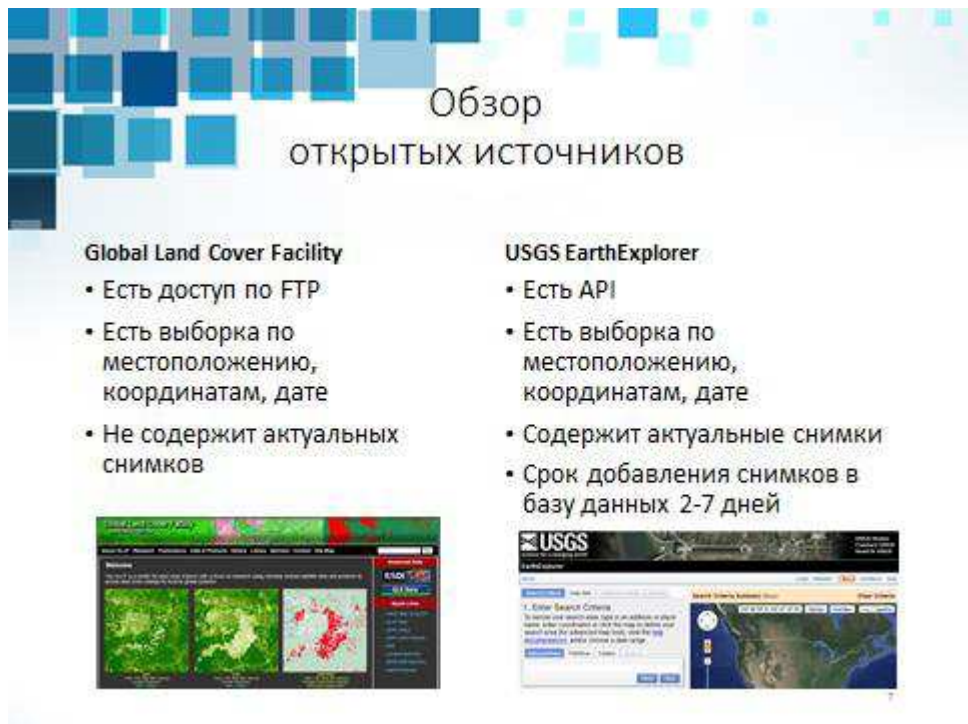 Обзор
открытых источников
Global Land Cover Facility
• Есть доступ по FTP
• Есть выборка по
местоположению,
координатам, дате
• Не содержит актуальных
снимков
USGS EarthExplorer
• Есть API
• Есть выборка по
местоположению,
координатам, дате
• Содержит актуальные снимки
• Срок добавления снимков в
базу данных 2-7 дней
Global Land Cover Facility
Welcome
USGS
EarthExplorer
1. Enter Search Criteria
7